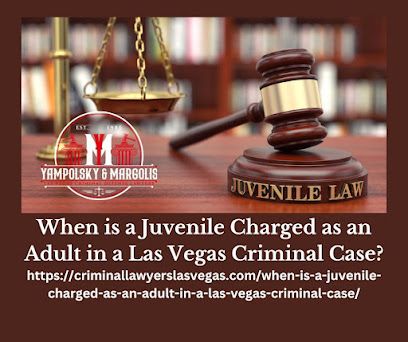 EST. 1986
YAMPOLSKY & MARGOLIS
JUVENILE LAW
When is a Juvenile Charged as an
Adult in a Las Vegas Criminal Case?
https://criminallawyerslasvegas.com/when-is-a-juvenile-
charged-as-an-adult-in-a-las-vegas-criminal-case/